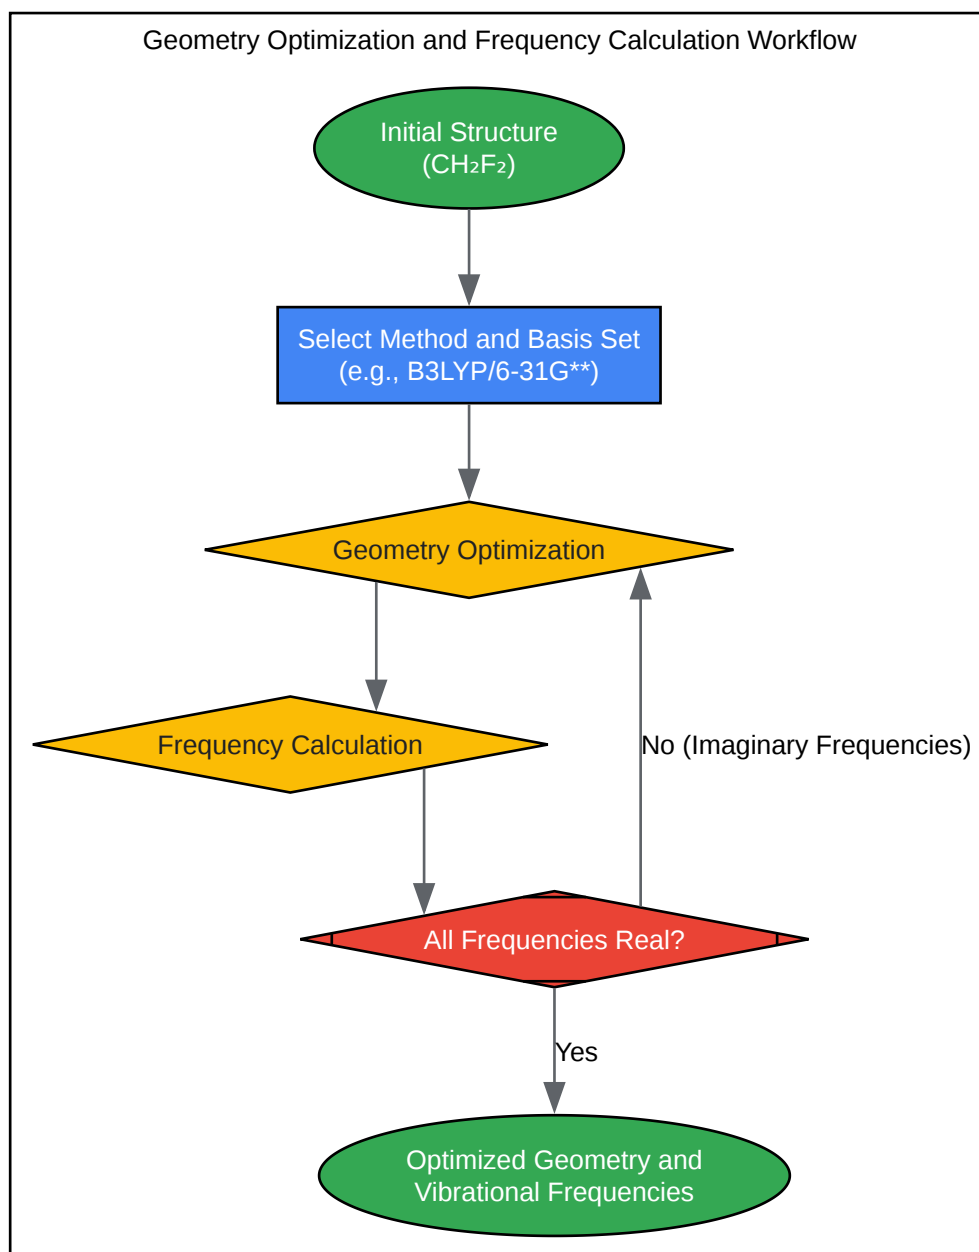 Geometry Optimization and Frequency Calculation Workflow
Initial Structure
(CH₂F₂)
Select Method and Basis Set
(e.g., B3LYP/6-31G**)
Geometry Optimization
Frequency Calculation
No (Imaginary Frequencies)
All Frequencies Real?
Yes
Optimized Geometry and
Vibrational Frequencies